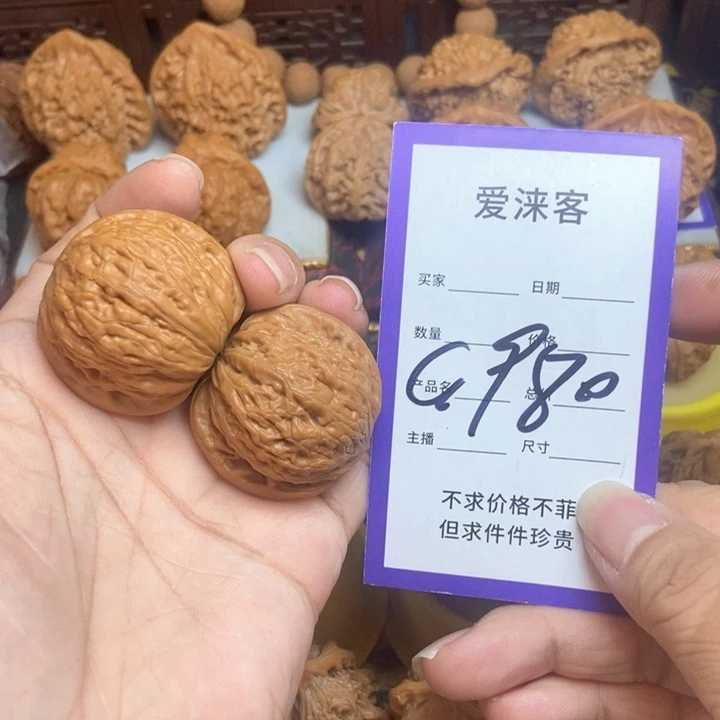 爱涞客
买家 日期
数量 价格
产品名
主播 尺寸
不求价格不菲
但求件件珍贵